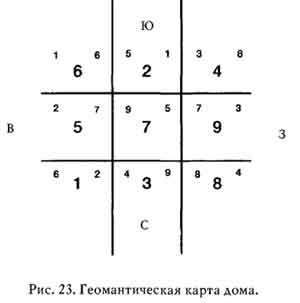 Ю
1 6 5 1 3 8
6 2 4
2 7 9 5 7 3
В 5 7 9 З
6 2 4 9 8 4
1 3 8
С
Рис. 23. Геомантическая карта дома.